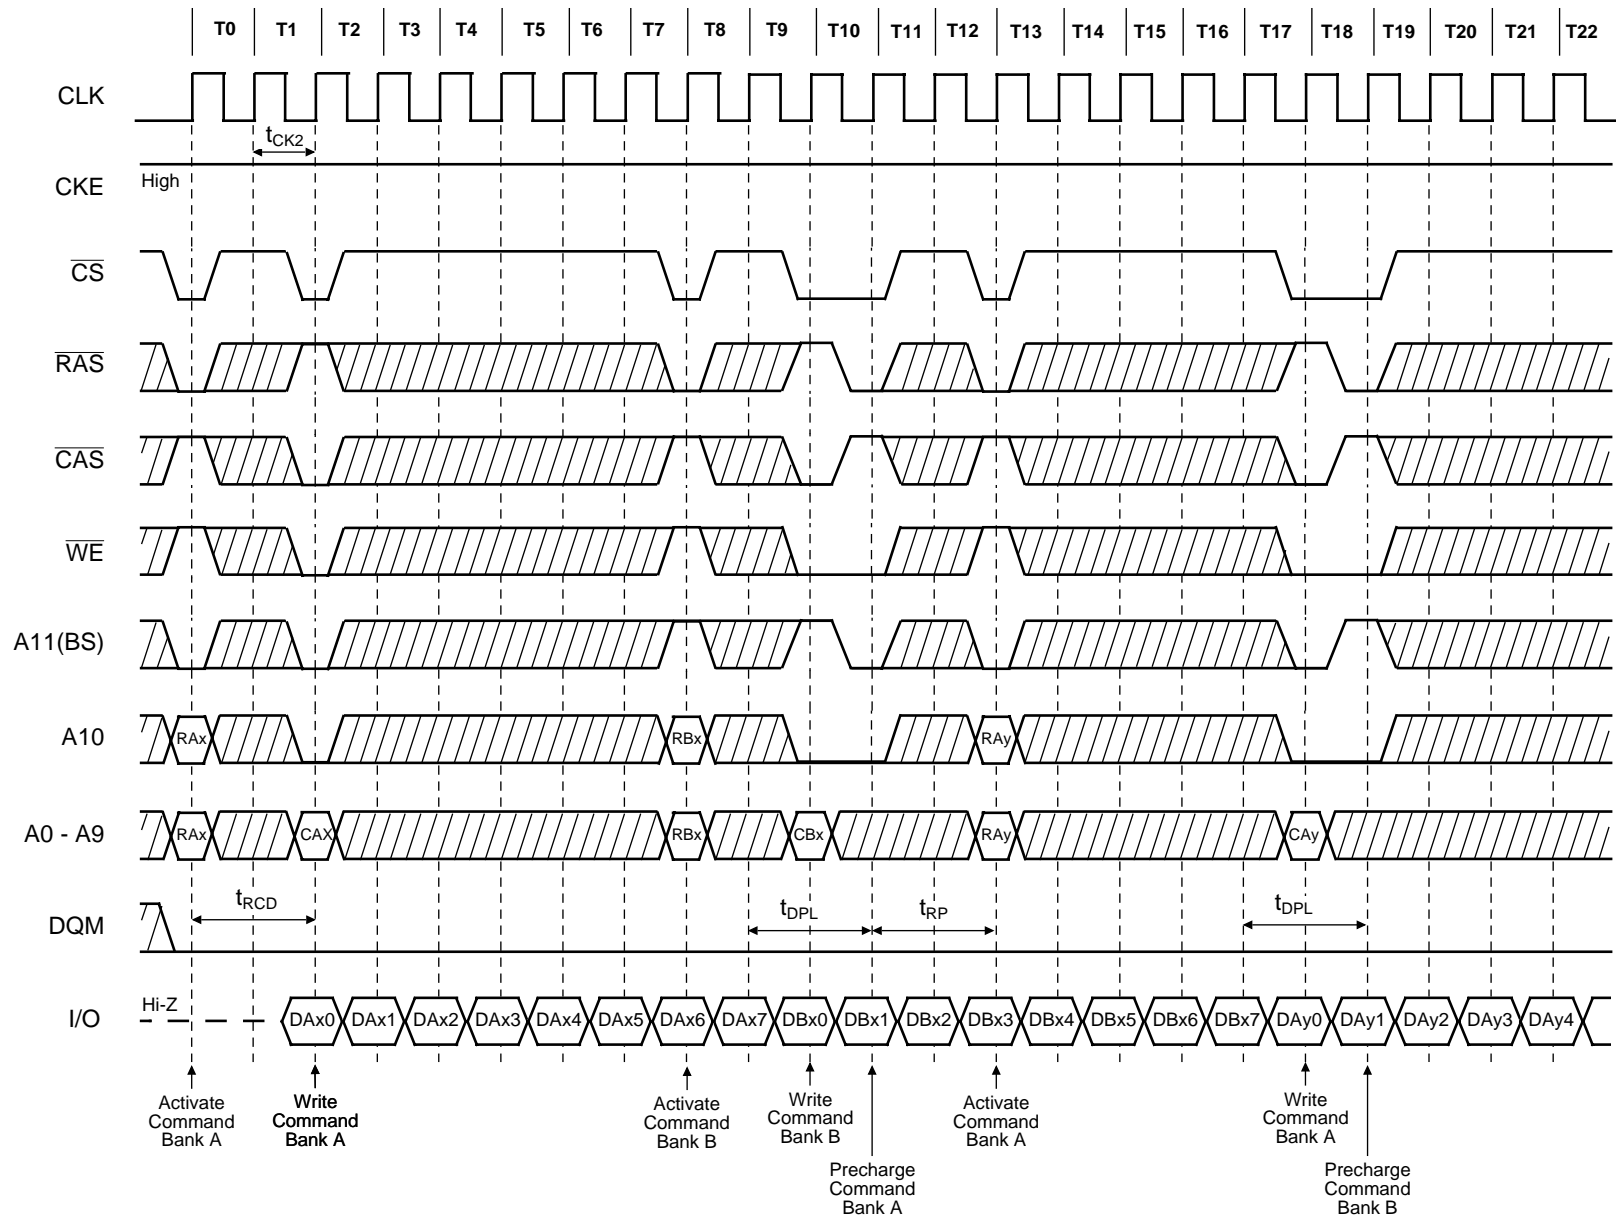 T0 T1 T2 T3 T4 T5 T6 T7 T8 T9 T10 T11 T12 T13 T14 T15 T16 T17 T18 T19 T20 T21 T22
CLK
tCK2
CKE High
CS
RAS
CAS
WE
A11(BS)
A10 RAx RBx RAy
A0 - A9 RAx CAX RBx CBx RAy CAy
DQM tRCD tDPL tRP tDPL
I/O Hi-Z DAx0 DAx1 DAx2 DAx3 DAx4 DAx5 DAx6 DAx7 DBx0 DBx1 DBx2 DBx3 DBx4 DBx5 DBx6 DBx7 DAy0 DAy1 DAy2 DAy3 DAy4
Activate
Command
Bank A
Write
Command
Bank A
Activate
Command
Bank B
Write
Command
Bank B
Precharge
Command
Bank A
Activate
Command
Bank A
Write
Command
Bank A
Precharge
Command
Bank B